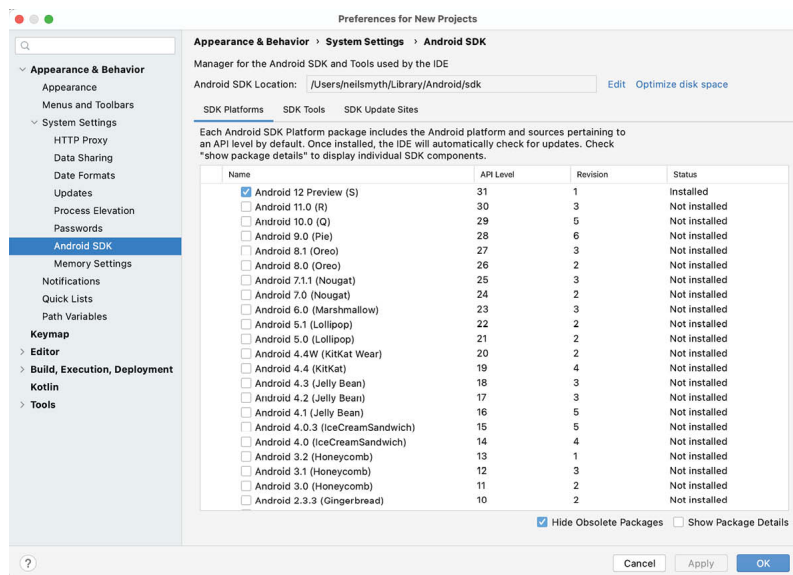 Preferences for New Projects
Appearance & Behavior
Appearance
Menus and Toolbars
System Settings
HTTP Proxy
Data Sharing
Date Formats
Updates
Process Elevation
Passwords
Android SDK
Memory Settings
Notifications
Quick Lists
Path Variables
Keymap
Editor
Build, Execution, Deployment
Kotlin
Tools
Appearance & Behavior › System Settings › Android SDK
Manager for the Android SDK and Tools used by the IDE
Android SDK Location: /Users/neilsmyth/Library/Android/sdk Edit Optimize disk space
SDK Platforms SDK Tools SDK Update Sites
Each Android SDK Platform package includes the Android platform and sources pertaining to
an API level by default. Once installed, the IDE will automatically check for updates. Check
"show package details" to display individual SDK components.
Name API Level Revision Status
Android 12 Preview (S) 31 1 Installed
Android 11.0 (R) 30 3 Not installed
Android 10.0 (Q) 29 5 Not installed
Android 9.0 (Pie) 28 6 Not installed
Android 8.1 (Oreo) 27 3 Not installed
Android 8.0 (Oreo) 26 2 Not installed
Android 7.1.1 (Nougat) 25 3 Not installed
Android 7.0 (Nougat) 24 2 Not installed
Android 6.0 (Marshmallow) 23 3 Not installed
Android 5.1 (Lollipop) 22 2 Not installed
Android 5.0 (Lollipop) 21 2 Not installed
Android 4.4W (KitKat Wear) 20 2 Not installed
Android 4.4 (KitKat) 19 4 Not installed
Android 4.3 (Jelly Bean) 18 3 Not installed
Android 4.2 (Jelly Bean) 17 3 Not installed
Android 4.1 (Jelly Bean) 16 5 Not installed
Android 4.0.3 (IceCreamSandwich) 15 5 Not installed
Android 4.0 (IceCreamSandwich) 14 4 Not installed
Android 3.2 (Honeycomb) 13 1 Not installed
Android 3.1 (Honeycomb) 12 3 Not installed
Android 3.0 (Honeycomb) 11 2 Not installed
Android 2.3.3 (Gingerbread) 10 2 Not installed
Hide Obsolete Packages Show Package Details
? Cancel Apply OK